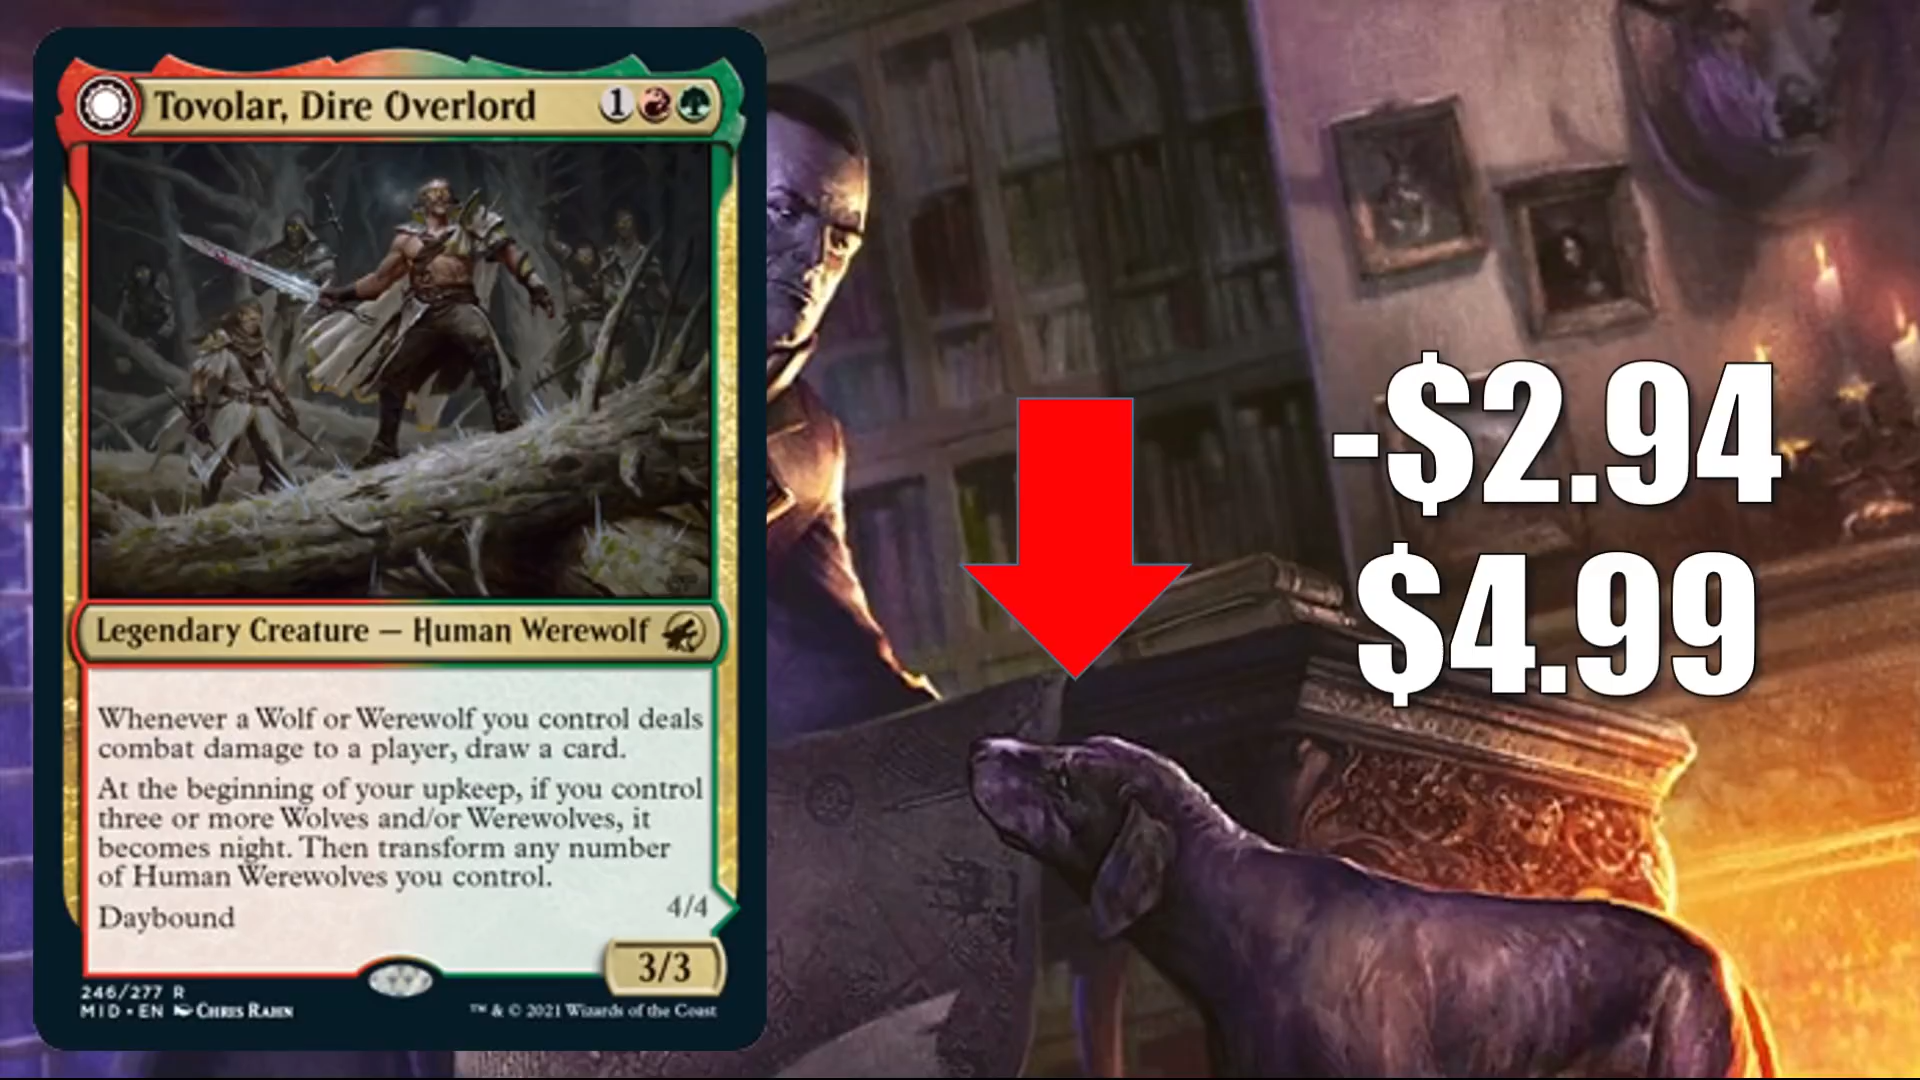 Tovolar, Dire Overlord 1
Legendary Creature — Human Werewolf
Whenever a Wolf or Werewolf you control deals
combat damage to a player, draw a card.
At the beginning of your upkeep, if you control
three or more Wolves and/or Werewolves, it
becomes night. Then transform any number
of Human Werewolves you control.
Daybound
4/4
3/3
246/277 R
MID • EN CHRIS RAHN
™ & © 2021 Wizards of the Coast
-$2.94
$4.99